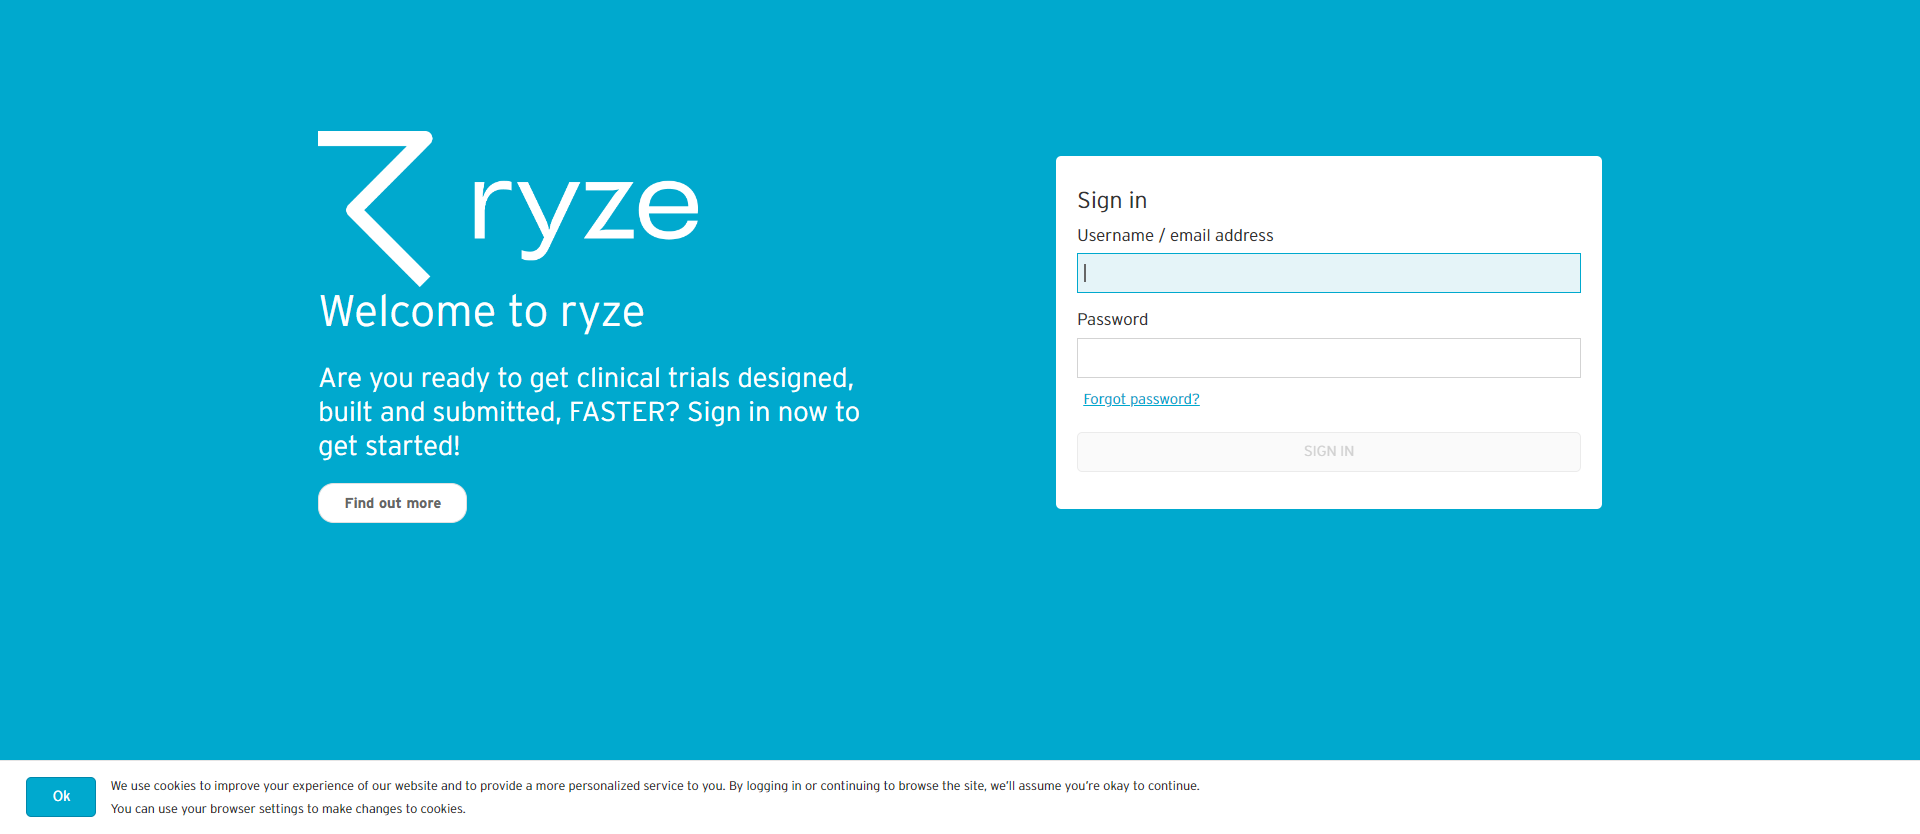 ryze
Welcome to ryze
Are you ready to get clinical trials designed,
built and submitted, FASTER? Sign in now to
get started!
Find out more
Sign in
Username / email address
Password
Forgot password?
SIGN IN
Ok
We use cookies to improve your experience of our website and to provide a more personalized service to you. By logging in or continuing to browse the site, we’ll assume you’re okay to continue.
You can use your browser settings to make changes to cookies.